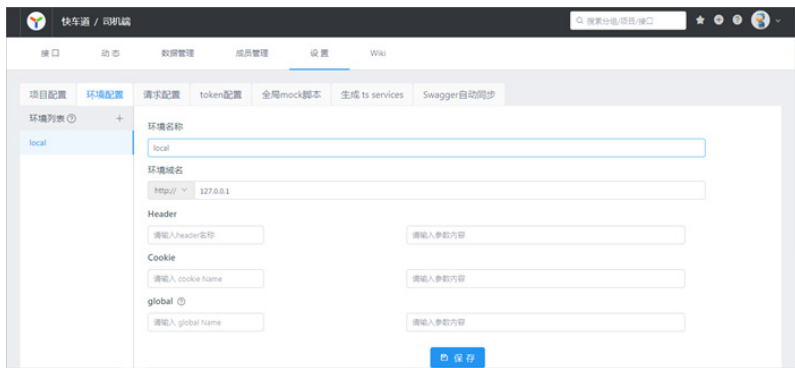 快车道 / 司机端
搜索分组/项目/接口
接口 动态 数据管理 成员管理 设置 Wiki
项目配置 环境配置 请求配置 token配置 全局mock脚本 生成 ts services Swagger自动同步
环境列表 +
local
环境名称
local
环境域名
http:// 127.0.0.1
Header
请输入header名称 请输入参数内容
Cookie
请输入 cookie Name 请输入参数内容
global
请输入 global Name 请输入参数内容
保存